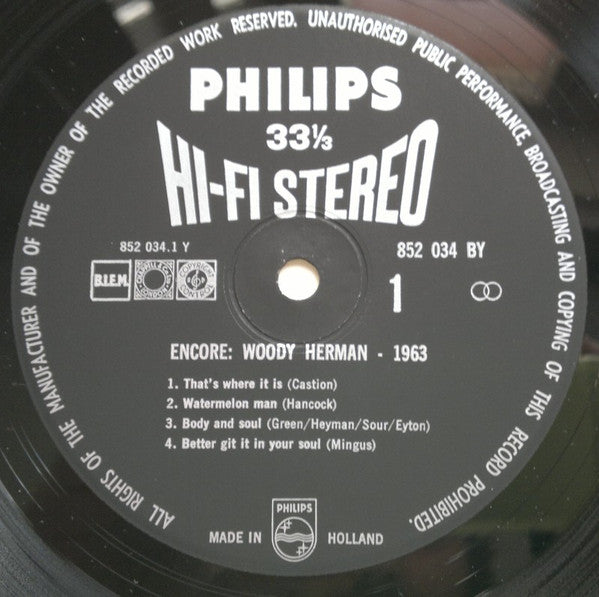 ALL RIGHTS OF THE MANUFACTURER AND OF THE OWNER OF THE RECORDED WORK RESERVED. UNAUTHORISED PUBLIC PERFORMANCE, BROADCASTING AND COPYING OF THIS RECORD PROHIBITED.
PHILIPS
33⅓
HI-FI STEREO
852 034.1 Y
852 034 BY
B.I.E.M.
1
ENCORE: WOODY HERMAN - 1963
1. That's where it is (Castion)
2. Watermelon man (Hancock)
3. Body and soul (Green/Heyman/Sour/Eyton)
4. Better git it in your soul (Mingus)
PHILIPS
MADE IN HOLLAND